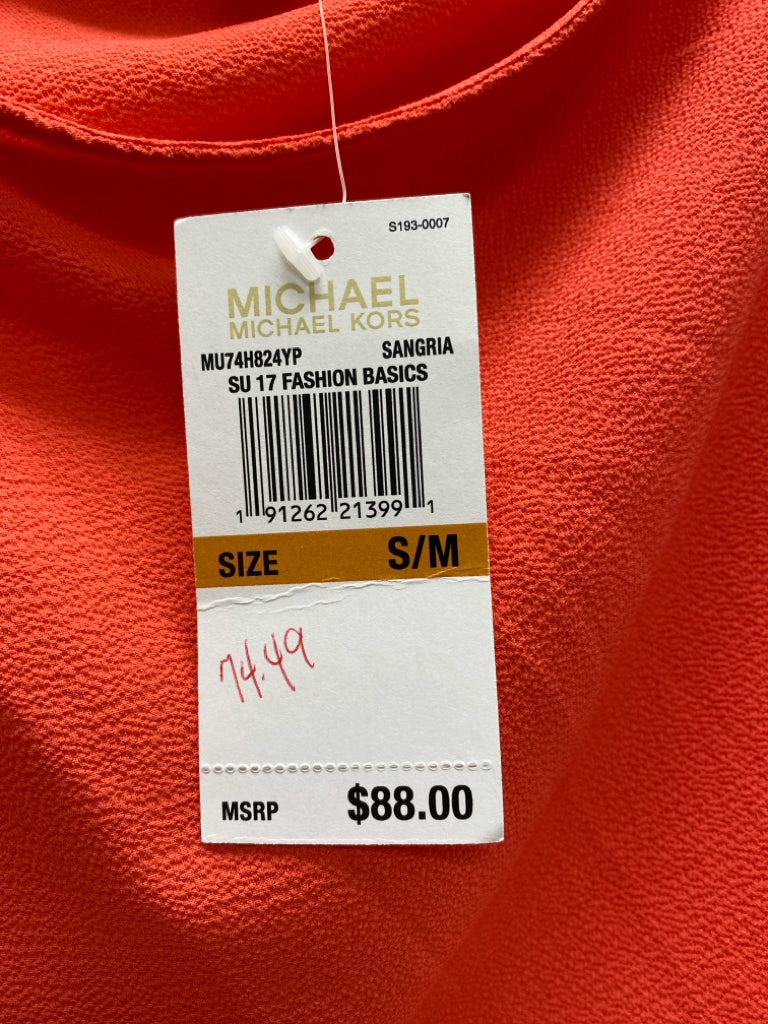 S193-0007
MICHAEL
MICHAEL KORS
MU74H824YP SANGRIA
SU 17 FASHION BASICS
1 91262 21399 1
SIZE S/M
74.49
MSRP $88.00